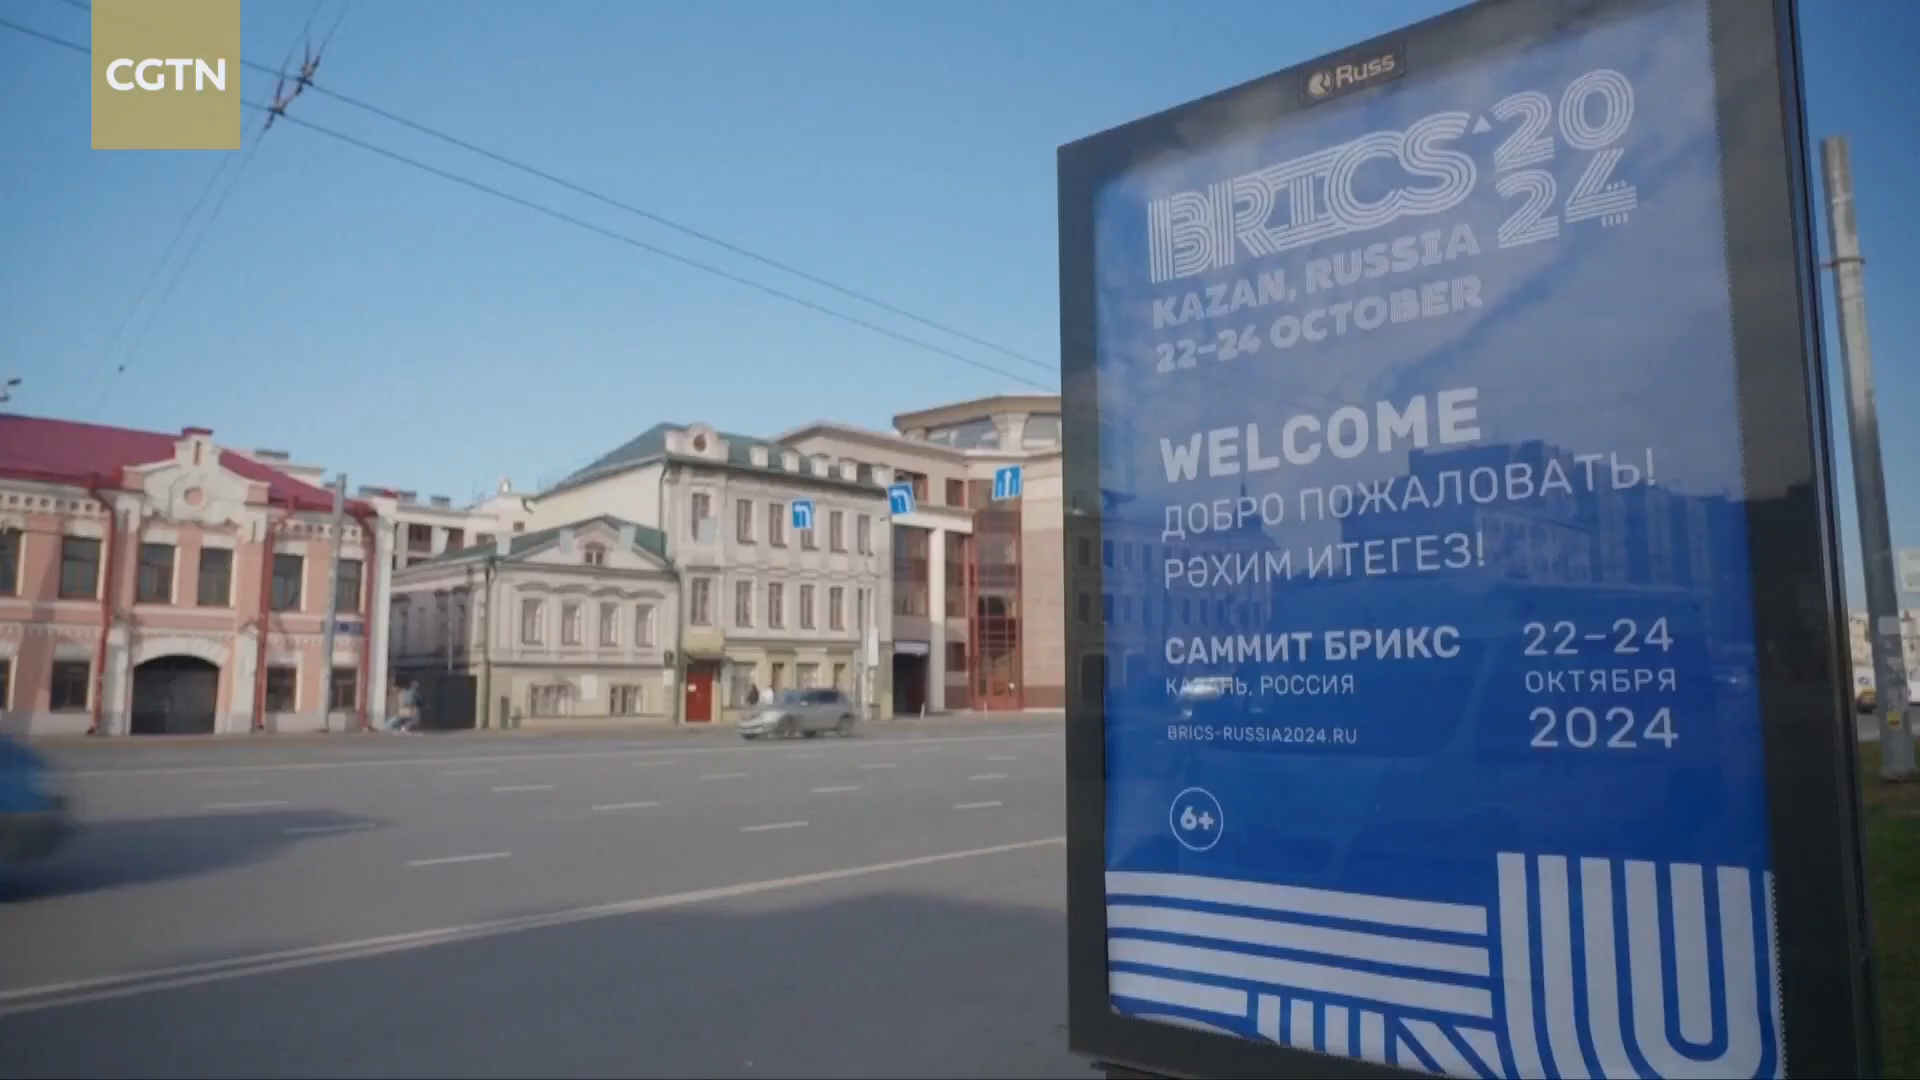 CGTN
Russ
BRICS 2024
KAZAN, RUSSIA
22–24 OCTOBER
WELCOME
ДОБРО ПОЖАЛОВАТЬ!
РӘХИМ ИТЕГЕЗ!
САММИТ БРИКС
КАЗАНЬ, РОССИЯ
BRICS-RUSSIA2024.RU
22–24
ОКТЯБРЯ
2024
6+